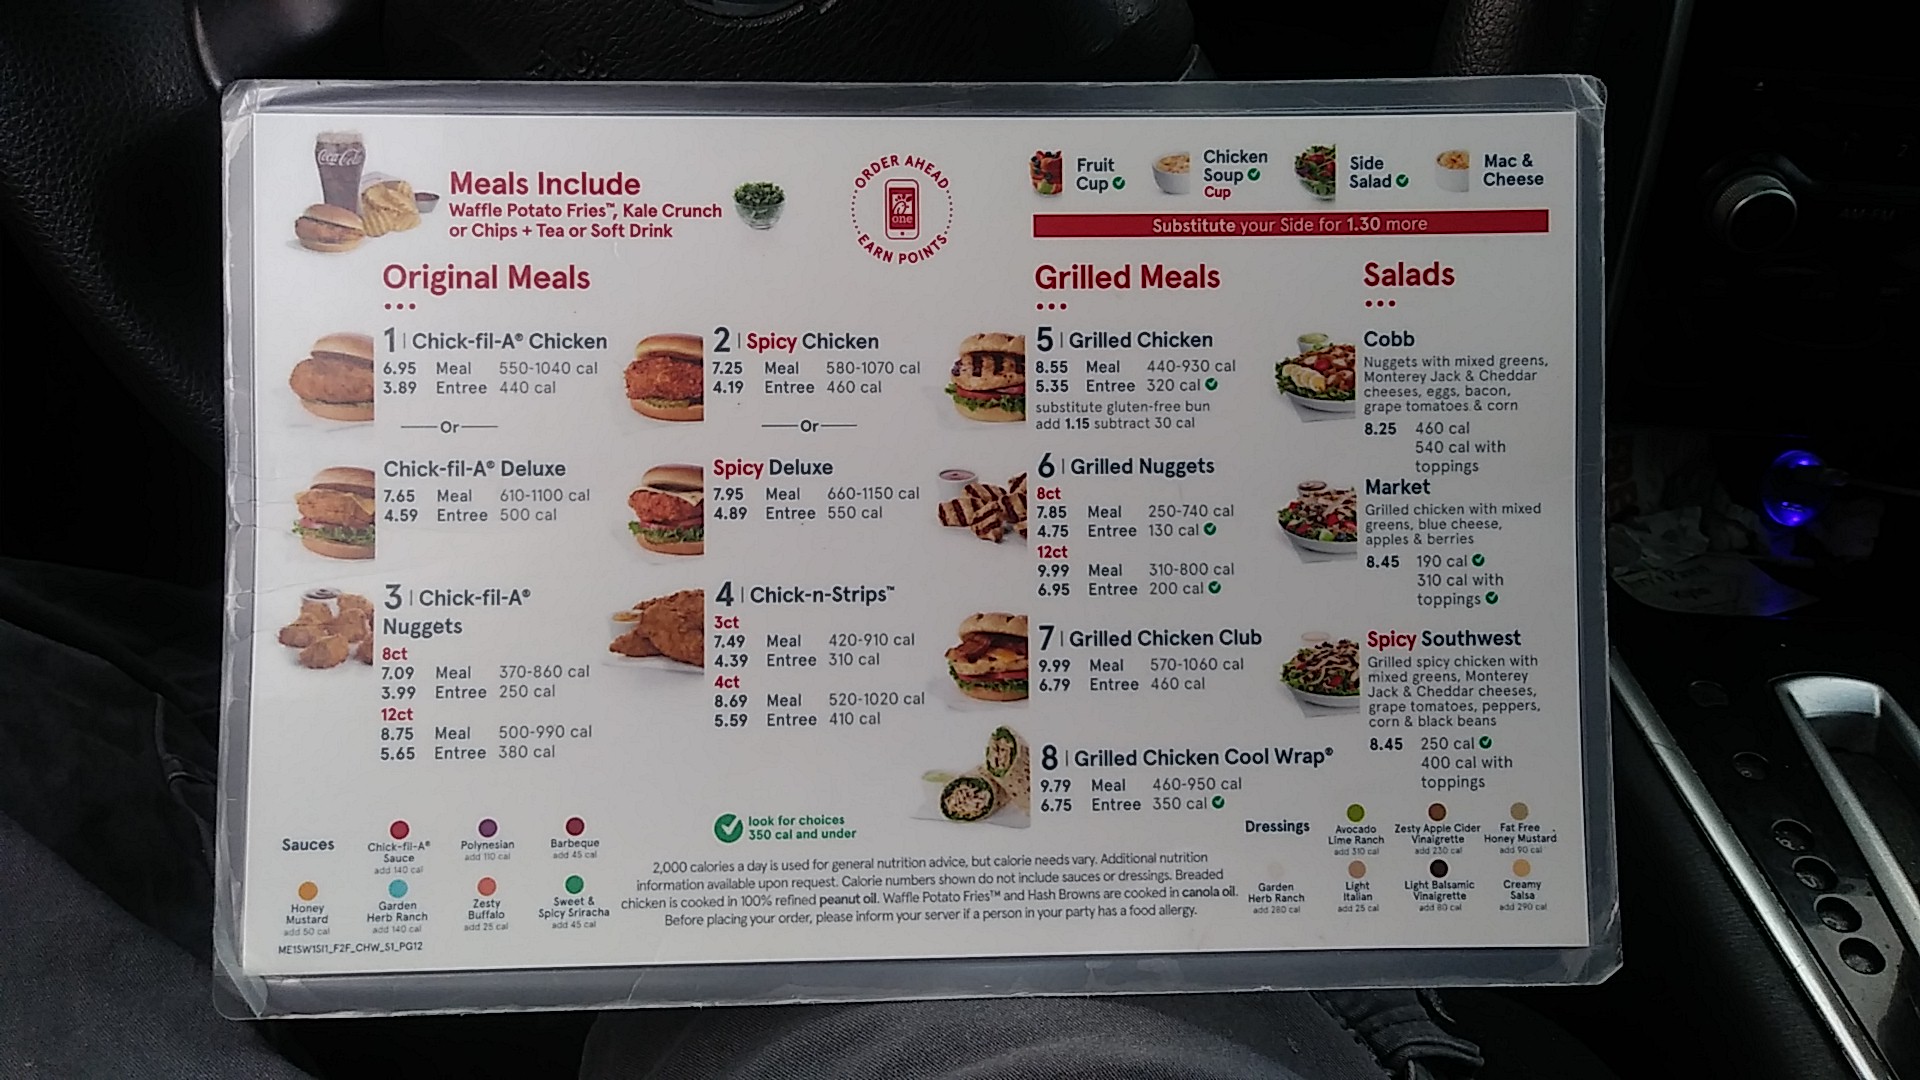 Coca-Cola
Meals Include
Waffle Potato Fries™, Kale Crunch
or Chips + Tea or Soft Drink
ORDER AHEAD
one
EARN POINTS
Fruit
Cup
Chicken
Soup
Cup
Side
Salad
Mac &
Cheese
Substitute your Side for 1.30 more
Original Meals
1 | Chick-fil-A® Chicken
6.95 Meal 550-1040 cal
3.89 Entree 440 cal
Or
Chick-fil-A® Deluxe
7.65 Meal 610-1100 cal
4.59 Entree 500 cal
3 | Chick-fil-A®
Nuggets
8ct
7.09 Meal 370-860 cal
3.99 Entree 250 cal
12ct
8.75 Meal 500-990 cal
5.65 Entree 380 cal
2 | Spicy Chicken
7.25 Meal 580-1070 cal
4.19 Entree 460 cal
Or
Spicy Deluxe
7.95 Meal 660-1150 cal
4.89 Entree 550 cal
4 | Chick-n-Strips™
3ct
7.49 Meal 420-910 cal
4.39 Entree 310 cal
4ct
8.69 Meal 520-1020 cal
5.59 Entree 410 cal
Grilled Meals
5 | Grilled Chicken
8.55 Meal 440-930 cal
5.35 Entree 320 cal
substitute gluten-free bun
add 1.15 subtract 30 cal
6 | Grilled Nuggets
8ct
7.85 Meal 250-740 cal
4.75 Entree 130 cal
12ct
9.99 Meal 310-800 cal
6.95 Entree 200 cal
7 | Grilled Chicken Club
9.99 Meal 570-1060 cal
6.79 Entree 460 cal
8 | Grilled Chicken Cool Wrap®
9.79 Meal 460-950 cal
6.75 Entree 350 cal
Salads
Cobb
Nuggets with mixed greens,
Monterey Jack & Cheddar
cheeses, eggs, bacon,
grape tomatoes & corn
8.25 460 cal
540 cal with
toppings
Market
Grilled chicken with mixed
greens, blue cheese,
apples & berries
8.45 190 cal
310 cal with
toppings
Spicy Southwest
Grilled spicy chicken with
mixed greens, Monterey
Jack & Cheddar cheeses,
grape tomatoes, peppers,
corn & black beans
8.45 250 cal
400 cal with
toppings
Sauces
Chick-fil-A®
Sauce
add 140 cal
Polynesian
add 110 cal
Barbeque
add 45 cal
Honey
Mustard
add 50 cal
Garden
Herb Ranch
add 140 cal
Zesty
Buffalo
add 25 cal
Sweet &
Spicy Sriracha
add 45 cal
ME1SW1SI1_F2F_CHW_S1_PG12
look for choices
350 cal and under
2,000 calories a day is used for general nutrition advice, but calorie needs vary. Additional nutrition
information available upon request. Calorie numbers shown do not include sauces or dressings. Breaded
chicken is cooked in 100% refined peanut oil. Waffle Potato Fries™ and Hash Browns are cooked in canola oil.
Before placing your order, please inform your server if a person in your party has a food allergy.
Dressings
Avocado
Lime Ranch
add 310 cal
Zesty Apple Cider
Vinaigrette
add 230 cal
Fat Free
Honey Mustard
add 90 cal
Garden
Herb Ranch
add 280 cal
Light
Italian
add 25 cal
Light Balsamic
Vinaigrette
add 80 cal
Creamy
Salsa
add 290 cal